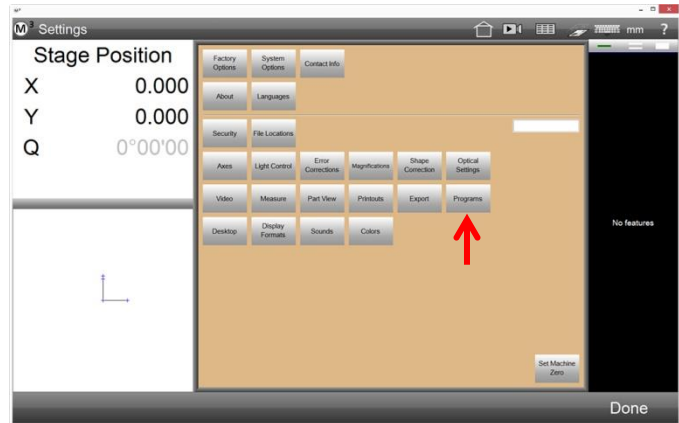 M³
M³ Settings
mm ?
Stage Position
X 0.000
Y 0.000
Q 0°00'00
Factory Options
System Options
Contact Info
About
Languages
Security
File Locations
Axes
Light Control
Error Corrections
Magnifications
Shape Correction
Optical Settings
Video
Measure
Part View
Printouts
Export
Programs
Desktop
Display Formats
Sounds
Colors
No features
Set Machine Zero
Done